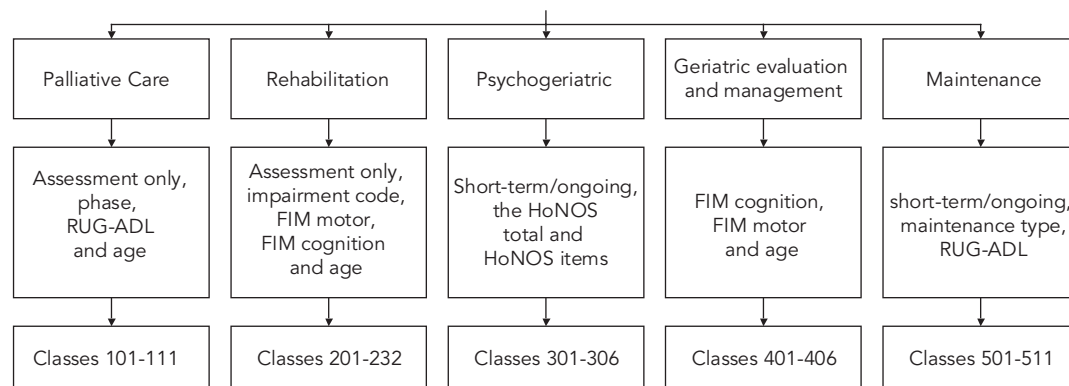 Palliative Care
Rehabilitation
Psychogeriatric
Geriatric evaluation
and management
Maintenance
Assessment only,
phase,
RUG-ADL
and age
Assessment only,
impairment code,
FIM motor,
FIM cognition
and age
Short-term/ongoing,
the HoNOS
total and
HoNOS items
FIM cognition,
FIM motor
and age
short-term/ongoing,
maintenance type,
RUG-ADL
Classes 101-111
Classes 201-232
Classes 301-306
Classes 401-406
Classes 501-511